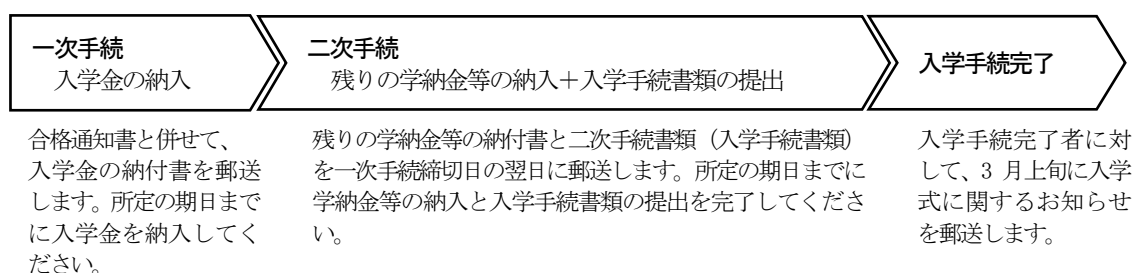 一次手続
入学金の納入
二次手続
残りの学納金等の納入＋入学手続書類の提出
入学手続完了
合格通知書と併せて、
入学金の納付書を郵送
します。所定の期日まで
に入学金を納入してく
ださい。
残りの学納金等の納付書と二次手続書類（入学手続書類）
を一次手続締切日の翌日に郵送します。所定の期日までに
学納金等の納入と入学手続書類の提出を完了してくださ
い。
入学手続完了者に対
して、3 月上旬に入学
式に関するお知らせ
を郵送します。